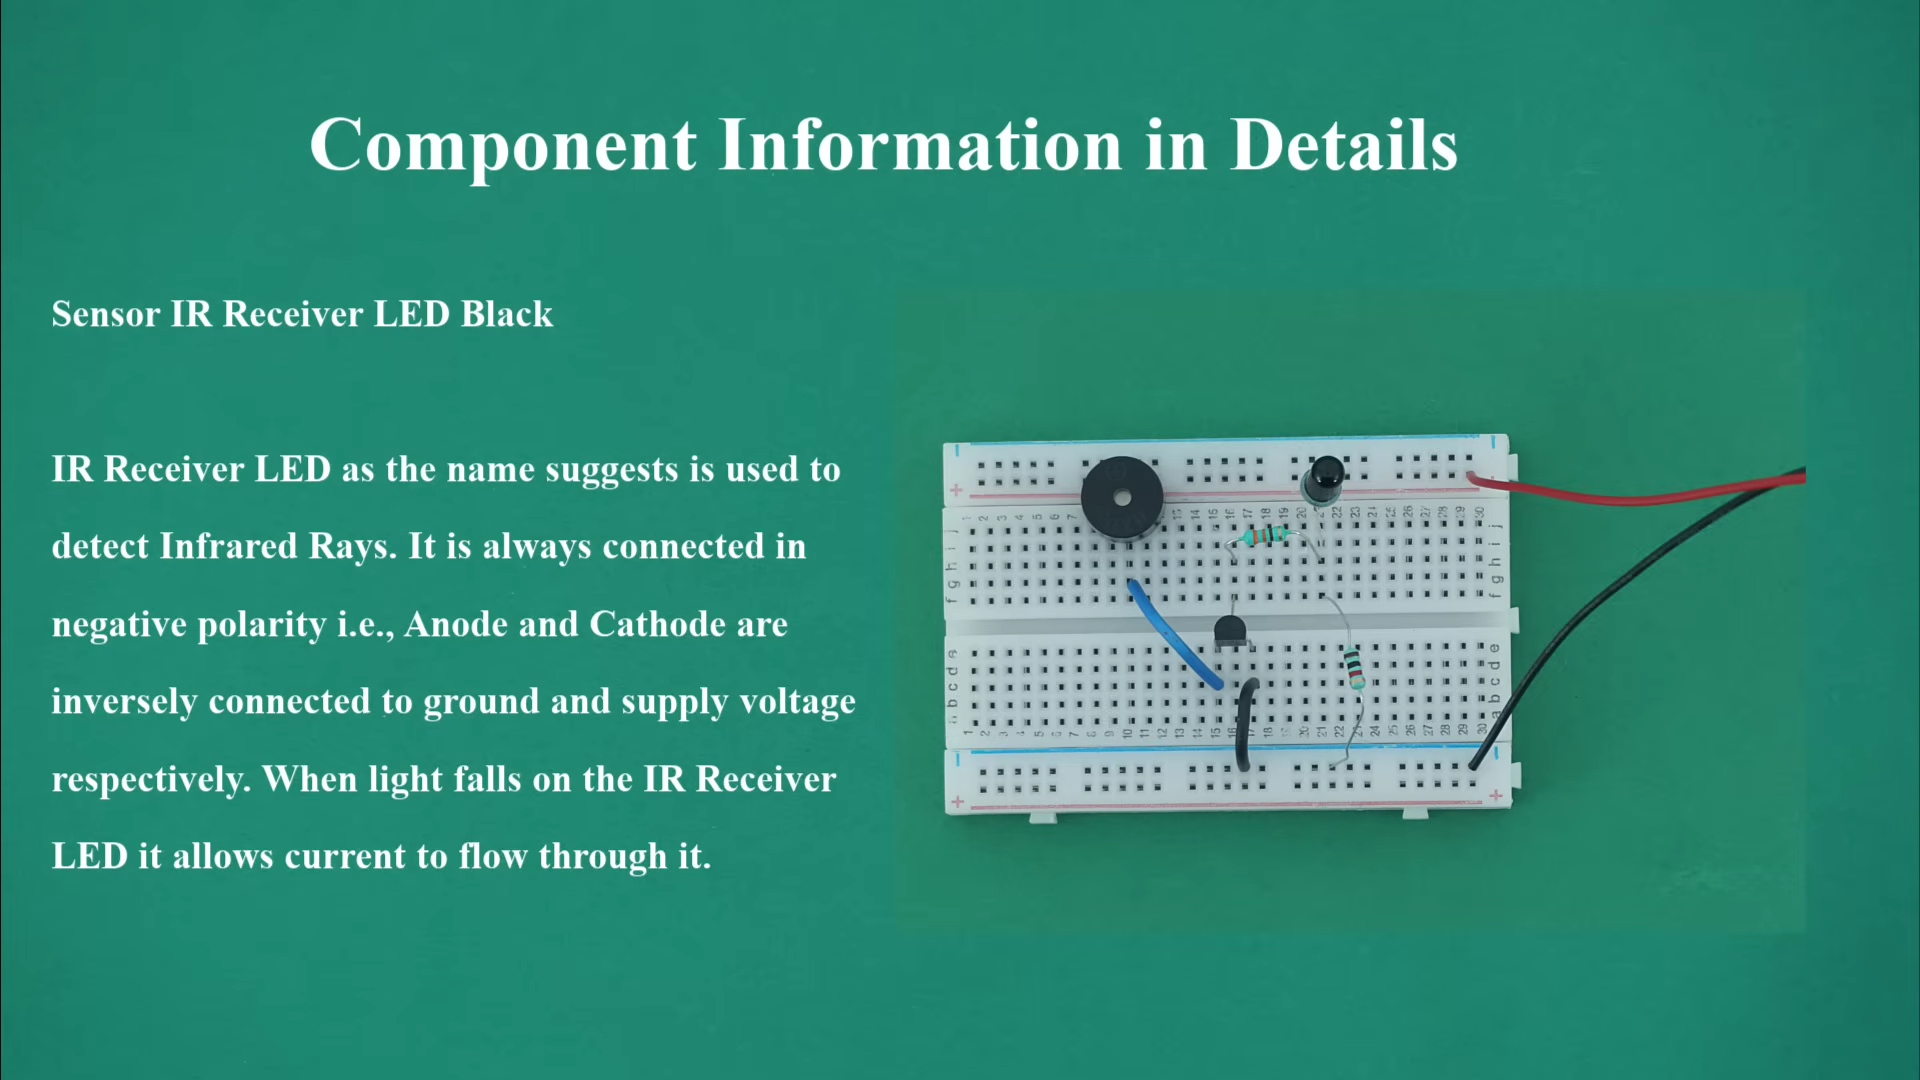 Component Information in Details
Sensor IR Receiver LED Black
IR Receiver LED as the name suggests is used to
detect Infrared Rays. It is always connected in
negative polarity i.e., Anode and Cathode are
inversely connected to ground and supply voltage
respectively. When light falls on the IR Receiver
LED it allows current to flow through it.